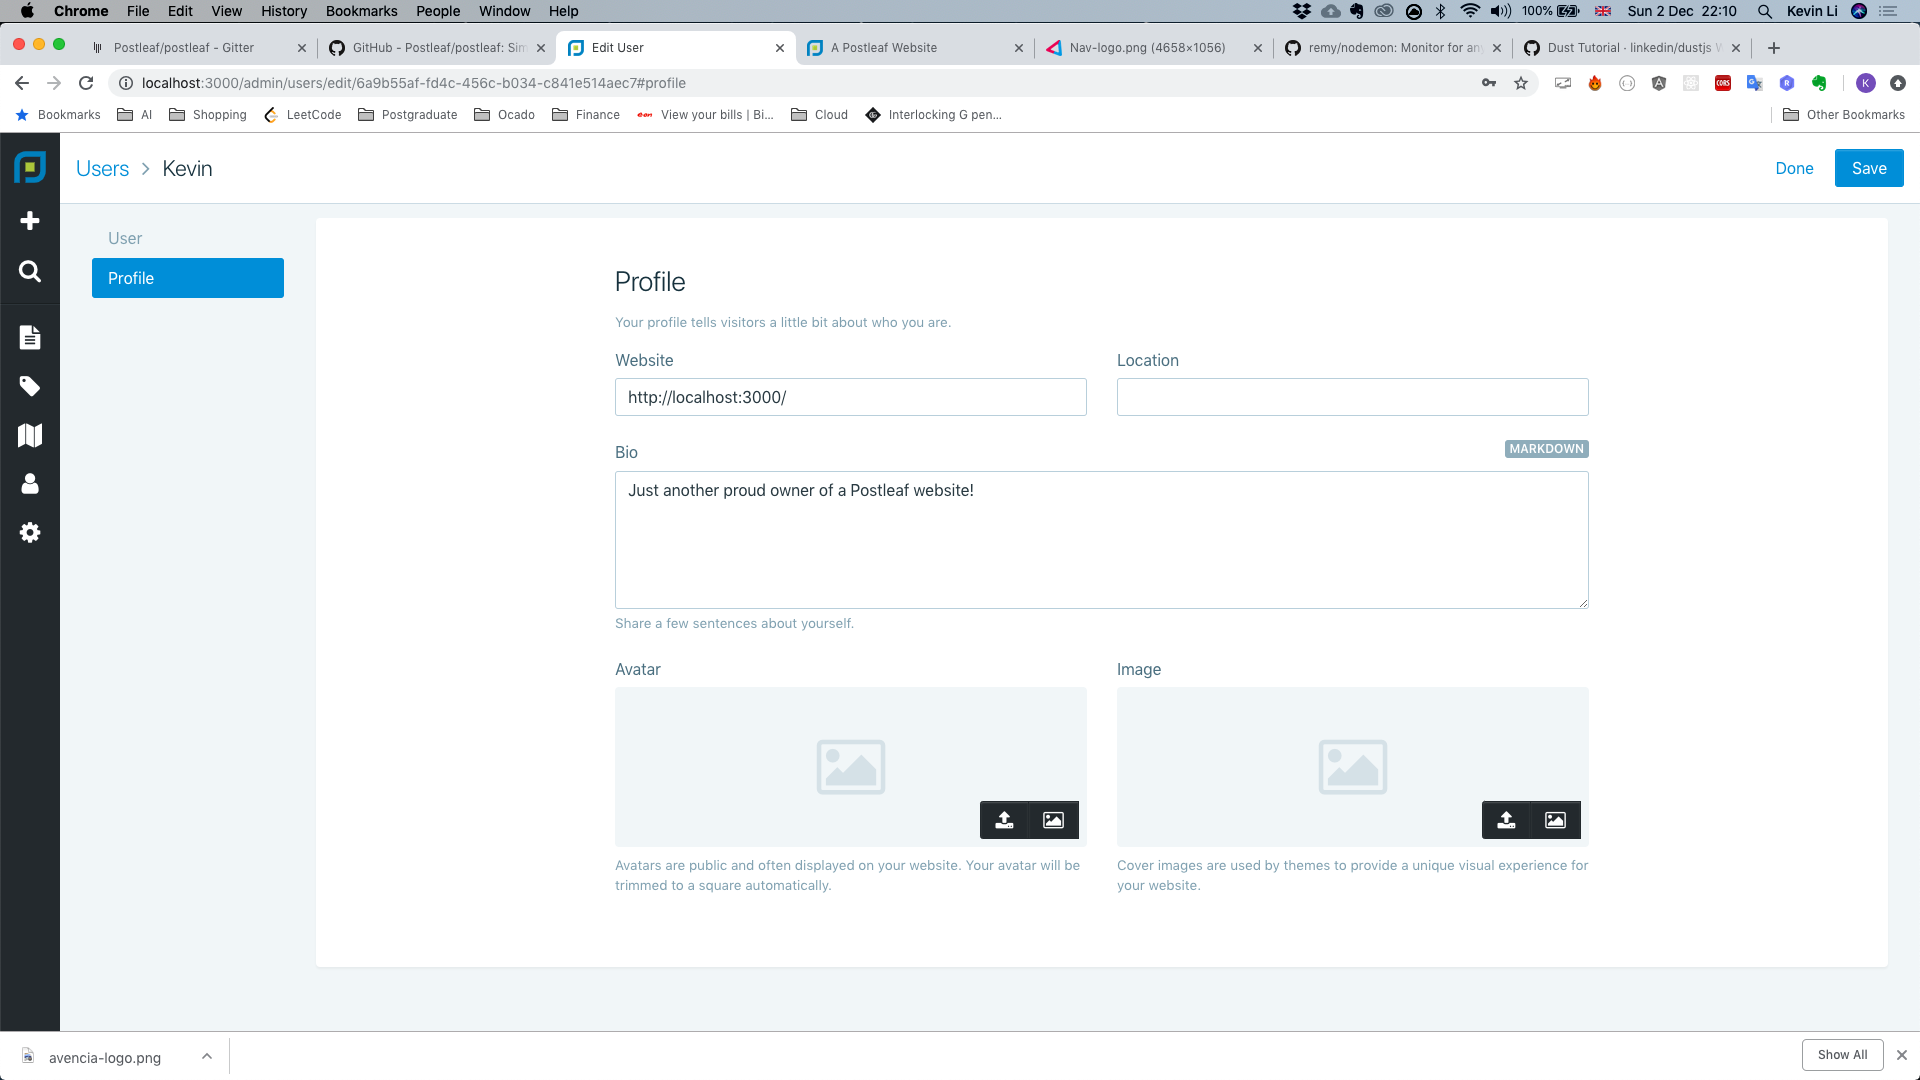 Chrome File Edit View History Bookmarks People Window Help 100% Sun 2 Dec 22:10 Kevin Li
Postleaf/postleaf - Gitter GitHub - Postleaf/postleaf: Sim Edit User A Postleaf Website Nav-logo.png (4658×1056) remy/nodemon: Monitor for an Dust Tutorial · linkedin/dustjs W
localhost:3000/admin/users/edit/6a9b55af-fd4c-456c-b034-c841e514aec7#profile CORS R K
Bookmarks AI Shopping LeetCode Postgraduate Ocado Finance e·on View your bills | Bi... Cloud Interlocking G pen... Other Bookmarks
Users > Kevin Done Save
User
Profile
Profile
Your profile tells visitors a little bit about who you are.
Website Location
http://localhost:3000/
Bio MARKDOWN
Just another proud owner of a Postleaf website!
Share a few sentences about yourself.
Avatar Image
Avatars are public and often displayed on your website. Your avatar will be
trimmed to a square automatically.
Cover images are used by themes to provide a unique visual experience for
your website.
avencia-logo.png Show All